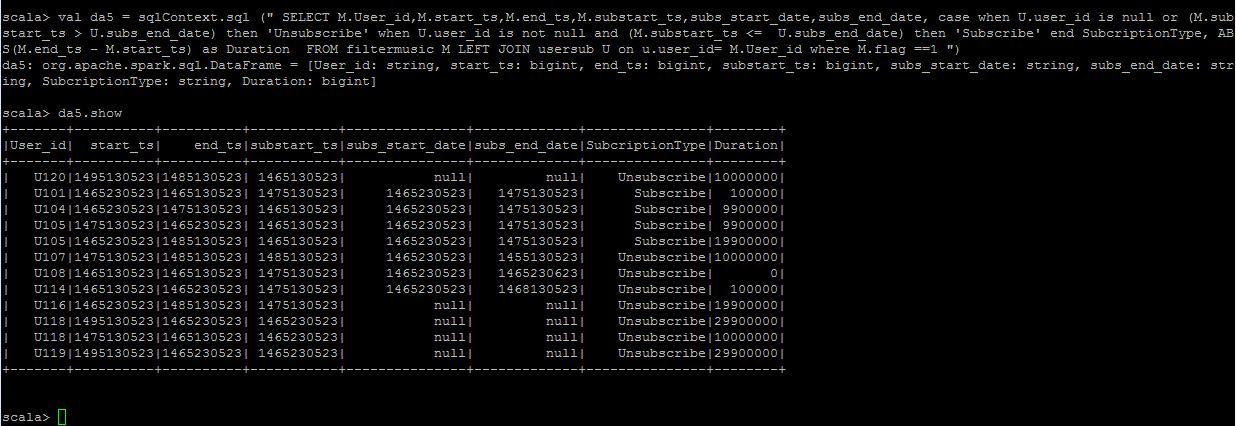 scala> val da5 = sqlContext.sql (" SELECT M.User_id,M.start_ts,M.end_ts,M.substart_ts,subs_start_date,subs_end_date, case when U.user_id is null or (M.sub
start_ts > U.subs_end_date) then 'Unsubscribe' when U.user_id is not null and (M.substart_ts <=  U.subs_end_date) then 'Subscribe' end SubcriptionType, AB
S(M.end_ts - M.start_ts) as Duration  FROM filtermusic M LEFT JOIN usersub U on u.user_id= M.User_id where M.flag ==1 ")
da5: org.apache.spark.sql.DataFrame = [User_id: string, start_ts: bigint, end_ts: bigint, substart_ts: bigint, subs_start_date: string, subs_end_date: str
ing, SubcriptionType: string, Duration: bigint]
scala> da5.show
+-------+----------+----------+-----------+---------------+-------------+---------------+--------+
|User_id|  start_ts|    end_ts|substart_ts|subs_start_date|subs_end_date|SubcriptionType|Duration|
+-------+----------+----------+-----------+---------------+-------------+---------------+--------+
|   U120|1495130523|1485130523| 1465130523|           null|         null|    Unsubscribe|10000000|
|   U101|1465230523|1465130523| 1475130523|     1465230523|   1475130523|      Subscribe|  100000|
|   U104|1465230523|1475130523| 1465130523|     1465230523|   1475130523|      Subscribe| 9900000|
|   U105|1475130523|1465230523| 1465130523|     1465230523|   1475130523|      Subscribe| 9900000|
|   U105|1465230523|1485130523| 1465130523|     1465230523|   1475130523|      Subscribe|19900000|
|   U107|1475130523|1485130523| 1485130523|     1465230523|   1455130523|    Unsubscribe|10000000|
|   U108|1465130523|1465130523| 1475130523|     1465230523|   1465230623|    Unsubscribe|       0|
|   U114|1465130523|1465230523| 1475130523|     1465230523|   1468130523|    Unsubscribe|  100000|
|   U116|1465230523|1485130523| 1475130523|           null|         null|    Unsubscribe|19900000|
|   U118|1495130523|1465230523| 1465230523|           null|         null|    Unsubscribe|29900000|
|   U118|1475130523|1465130523| 1465230523|           null|         null|    Unsubscribe|10000000|
|   U119|1495130523|1465230523| 1465230523|           null|         null|    Unsubscribe|29900000|
+-------+----------+----------+-----------+---------------+-------------+---------------+--------+
scala>